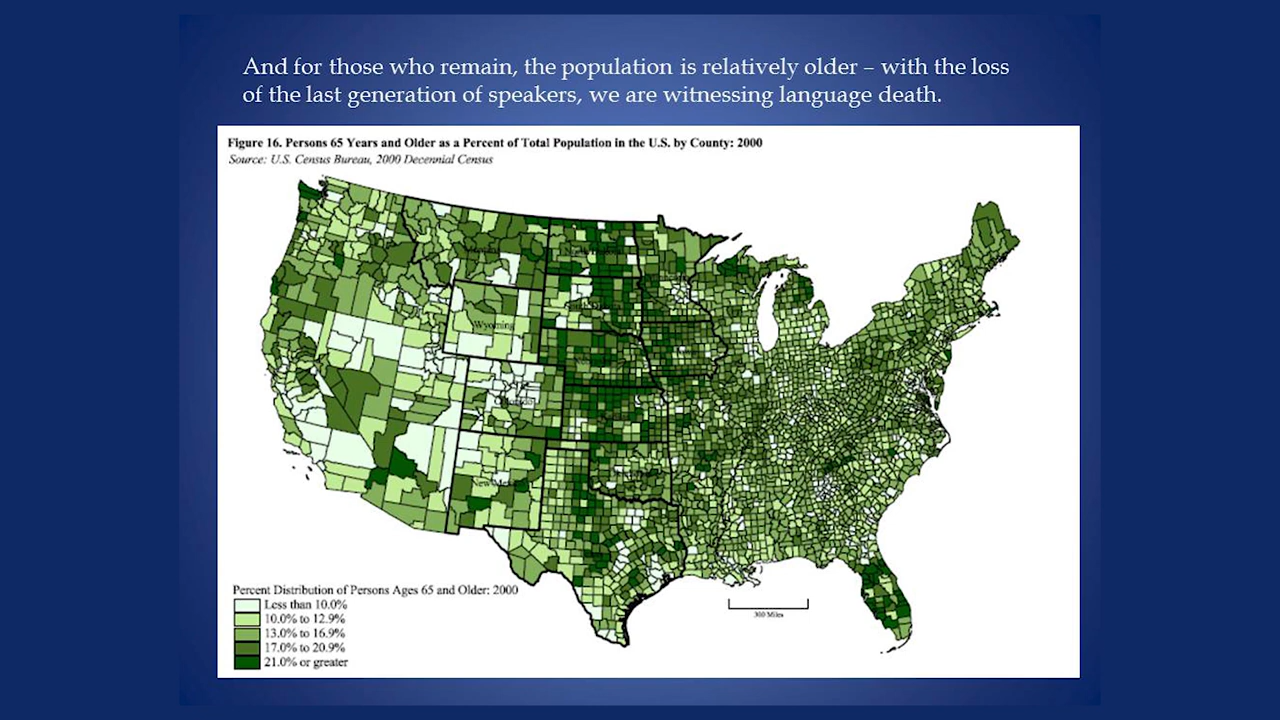 And for those who remain, the population is relatively older – with the loss
of the last generation of speakers, we are witnessing language death.
Figure 16. Persons 65 Years and Older as a Percent of Total Population in the U.S. by County: 2000
Source: U.S. Census Bureau, 2000 Decennial Census
Wyoming
New Mexico
Percent Distribution of Persons Ages 65 and Older: 2000
Less than 10.0%
10.0% to 12.9%
13.0% to 16.9%
17.0% to 20.9%
21.0% or greater
300 Miles